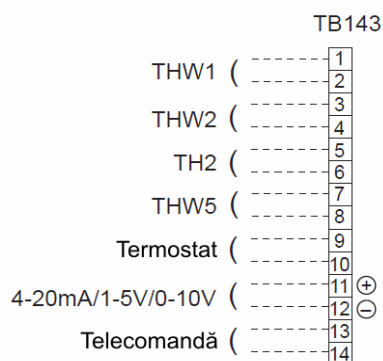 TB143
THW1 ( 1
2
THW2 ( 3
4
TH2 ( 5
6
THW5 ( 7
8
Termostat ( 9
10
4-20mA/1-5V/0-10V ( 11 +
12 −
Telecomandă ( 13
14